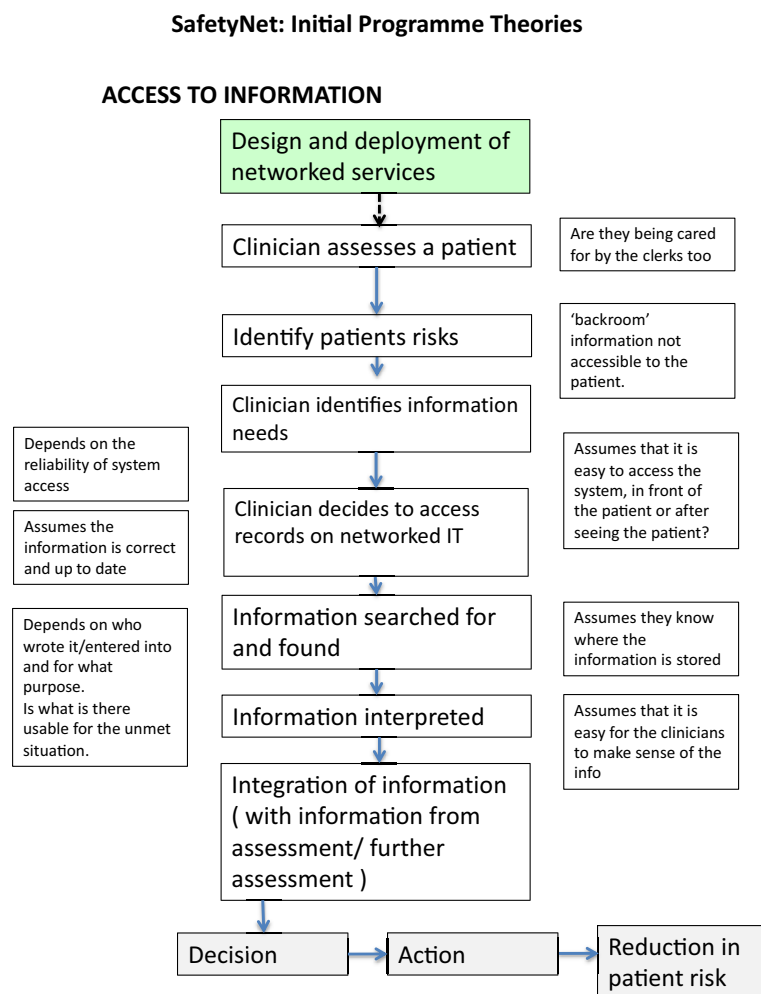 SafetyNet: Initial Programme Theories
ACCESS TO INFORMATION
Design and deployment of
networked services
Clinician assesses a patient
Are they being cared
for by the clerks too
Identify patients risks
‘backroom’
information not
accessible to the
patient.
Clinician identifies information
needs
Depends on the
reliability of system
access
Assumes that it is
easy to access the
system, in front of
the patient or after
seeing the patient?
Clinician decides to access
records on networked IT
Assumes the
information is correct
and up to date
Information searched for
and found
Depends on who
wrote it/entered into
and for what
purpose.
Is what is there
usable for the unmet
situation.
Assumes they know
where the
information is stored
Information interpreted
Assumes that it is
easy for the clinicians
to make sense of the
info
Integration of information
( with information from
assessment/ further
assessment )
Decision
Action
Reduction in
patient risk